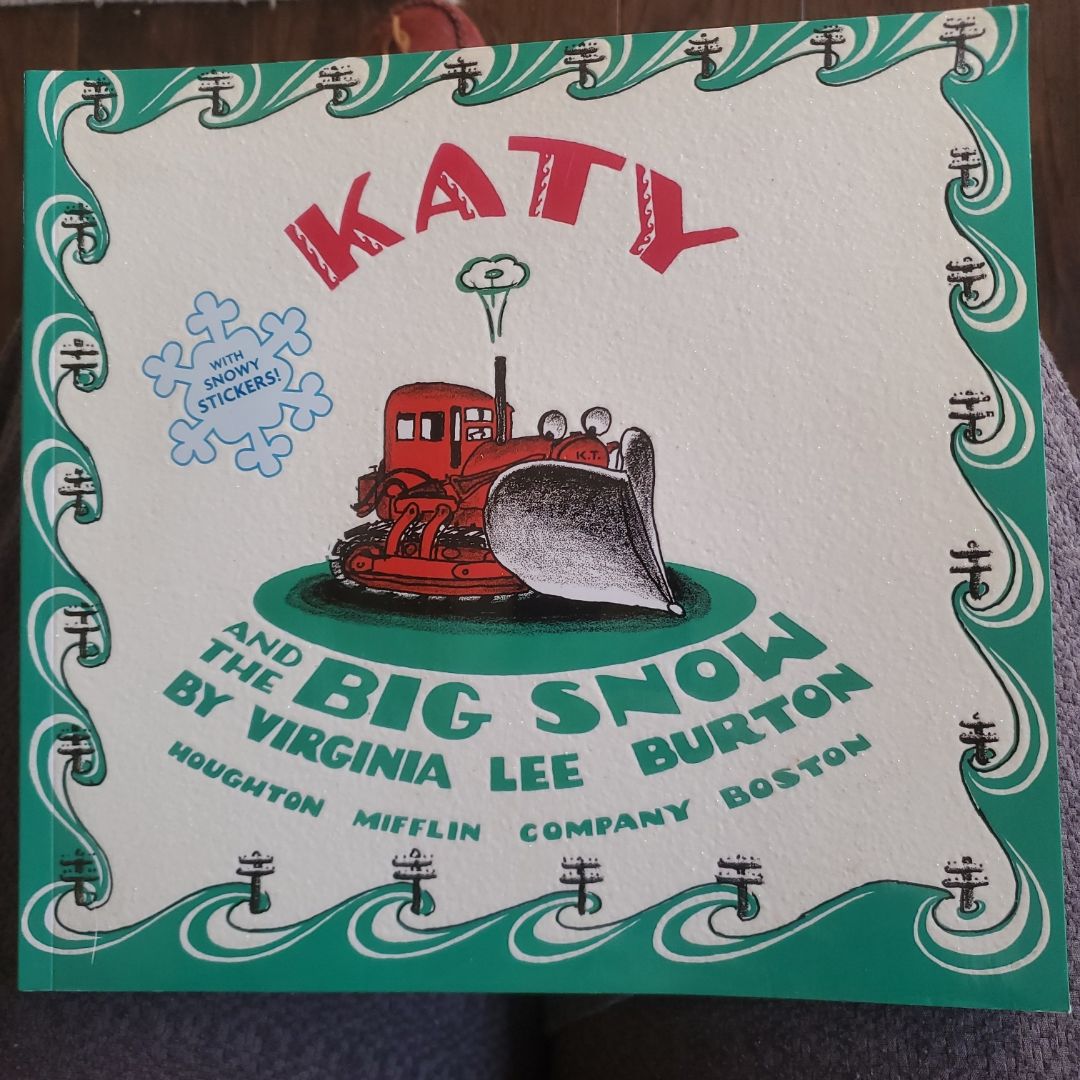 KATY
WITH
SNOWY
STICKERS!
K.T.
AND
THE
BIG SNOW
BY VIRGINIA LEE BURTON
HOUGHTON MIFFLIN COMPANY BOSTON